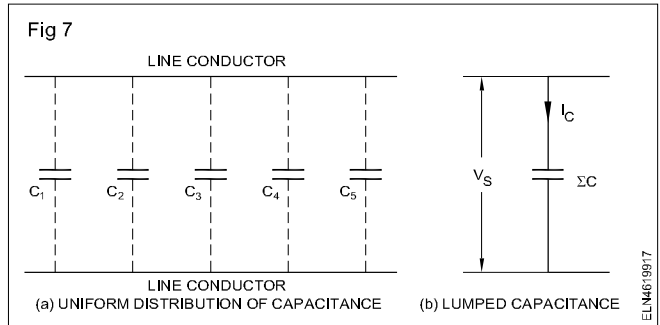 Fig 7
LINE CONDUCTOR
C1 C2 C3 C4 C5
LINE CONDUCTOR
(a) UNIFORM DISTRIBUTION OF CAPACITANCE
VS
IC
ΣC
(b) LUMPED CAPACITANCE
ELN4619917